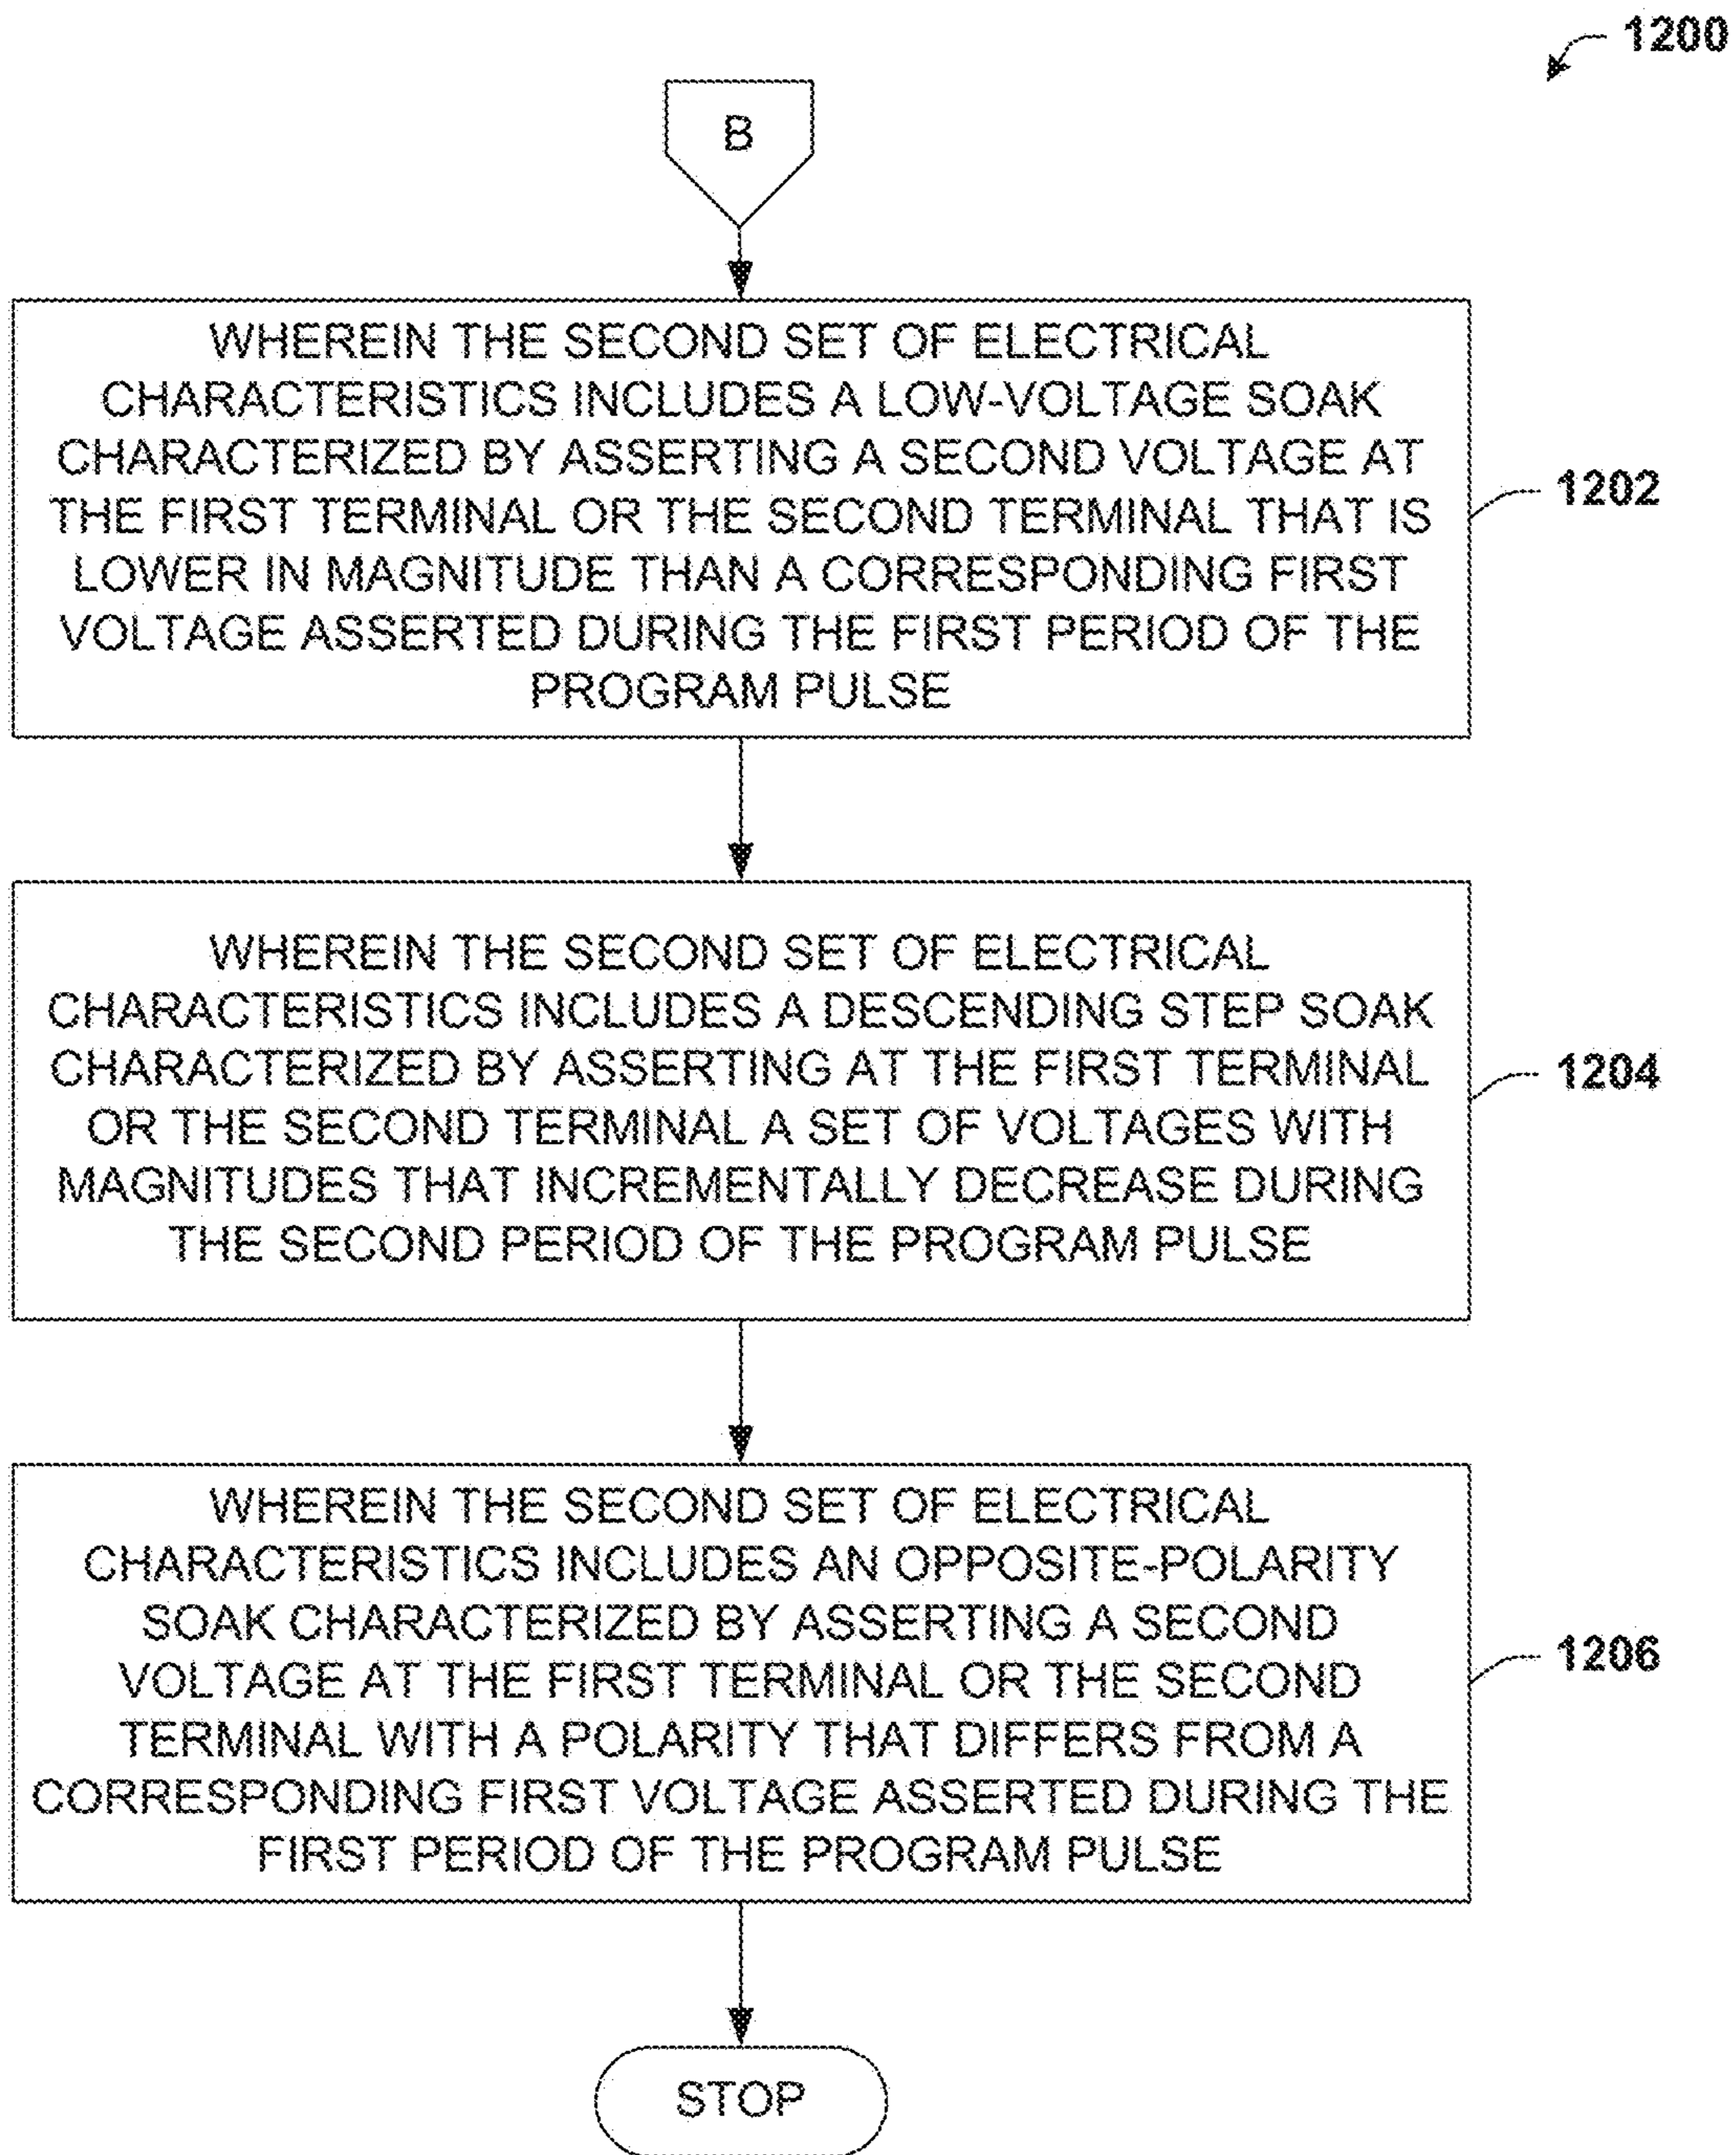 1200
B
WHEREIN THE SECOND SET OF ELECTRICAL
CHARACTERISTICS INCLUDES A LOW-VOLTAGE SOAK
CHARACTERIZED BY ASSERTING A SECOND VOLTAGE AT
THE FIRST TERMINAL OR THE SECOND TERMINAL THAT IS
LOWER IN MAGNITUDE THAN A CORRESPONDING FIRST
VOLTAGE ASSERTED DURING THE FIRST PERIOD OF THE
PROGRAM PULSE
1202
WHEREIN THE SECOND SET OF ELECTRICAL
CHARACTERISTICS INCLUDES A DESCENDING STEP SOAK
CHARACTERIZED BY ASSERTING AT THE FIRST TERMINAL
OR THE SECOND TERMINAL A SET OF VOLTAGES WITH
MAGNITUDES THAT INCREMENTALLY DECREASE DURING
THE SECOND PERIOD OF THE PROGRAM PULSE
1204
WHEREIN THE SECOND SET OF ELECTRICAL
CHARACTERISTICS INCLUDES AN OPPOSITE-POLARITY
SOAK CHARACTERIZED BY ASSERTING A SECOND
VOLTAGE AT THE FIRST TERMINAL OR THE SECOND
TERMINAL WITH A POLARITY THAT DIFFERS FROM A
CORRESPONDING FIRST VOLTAGE ASSERTED DURING THE
FIRST PERIOD OF THE PROGRAM PULSE
1206
STOP